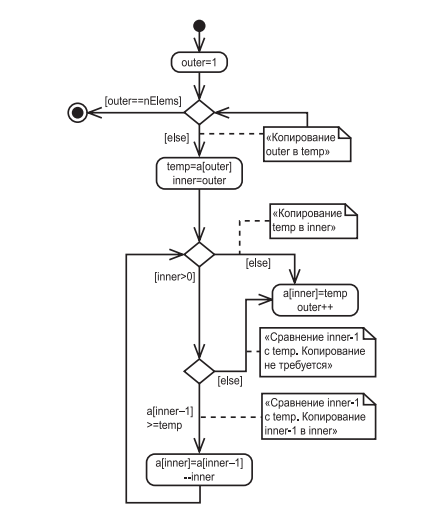 outer=1
[outer==nElems]
[else]
«Копирование
outer в temp»
temp=a[outer]
inner=outer
«Копирование
temp в inner»
[else]
[inner>0]
a[inner]=temp
outer++
«Сравнение inner-1
с temp. Копирование
не требуется»
[else]
«Сравнение inner-1
с temp. Копирование
inner-1 в inner»
a[inner–1]
>=temp
a[inner]=a[inner–1]
--inner